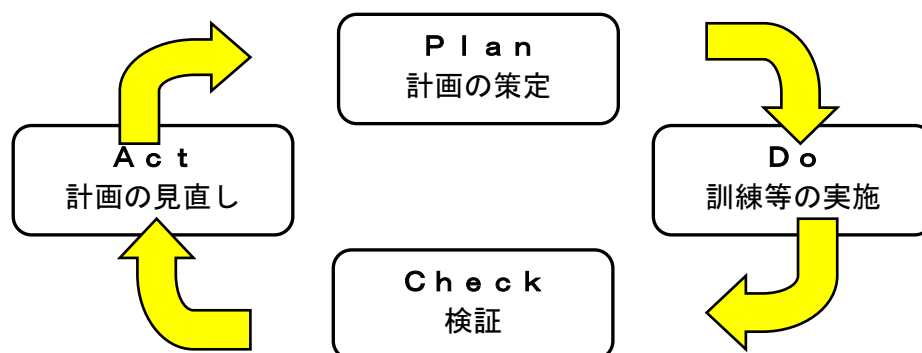 Ｐｌａｎ
計画の策定
Ａｃｔ
計画の見直し
Ｄｏ
訓練等の実施
Ｃｈｅｃｋ
検証